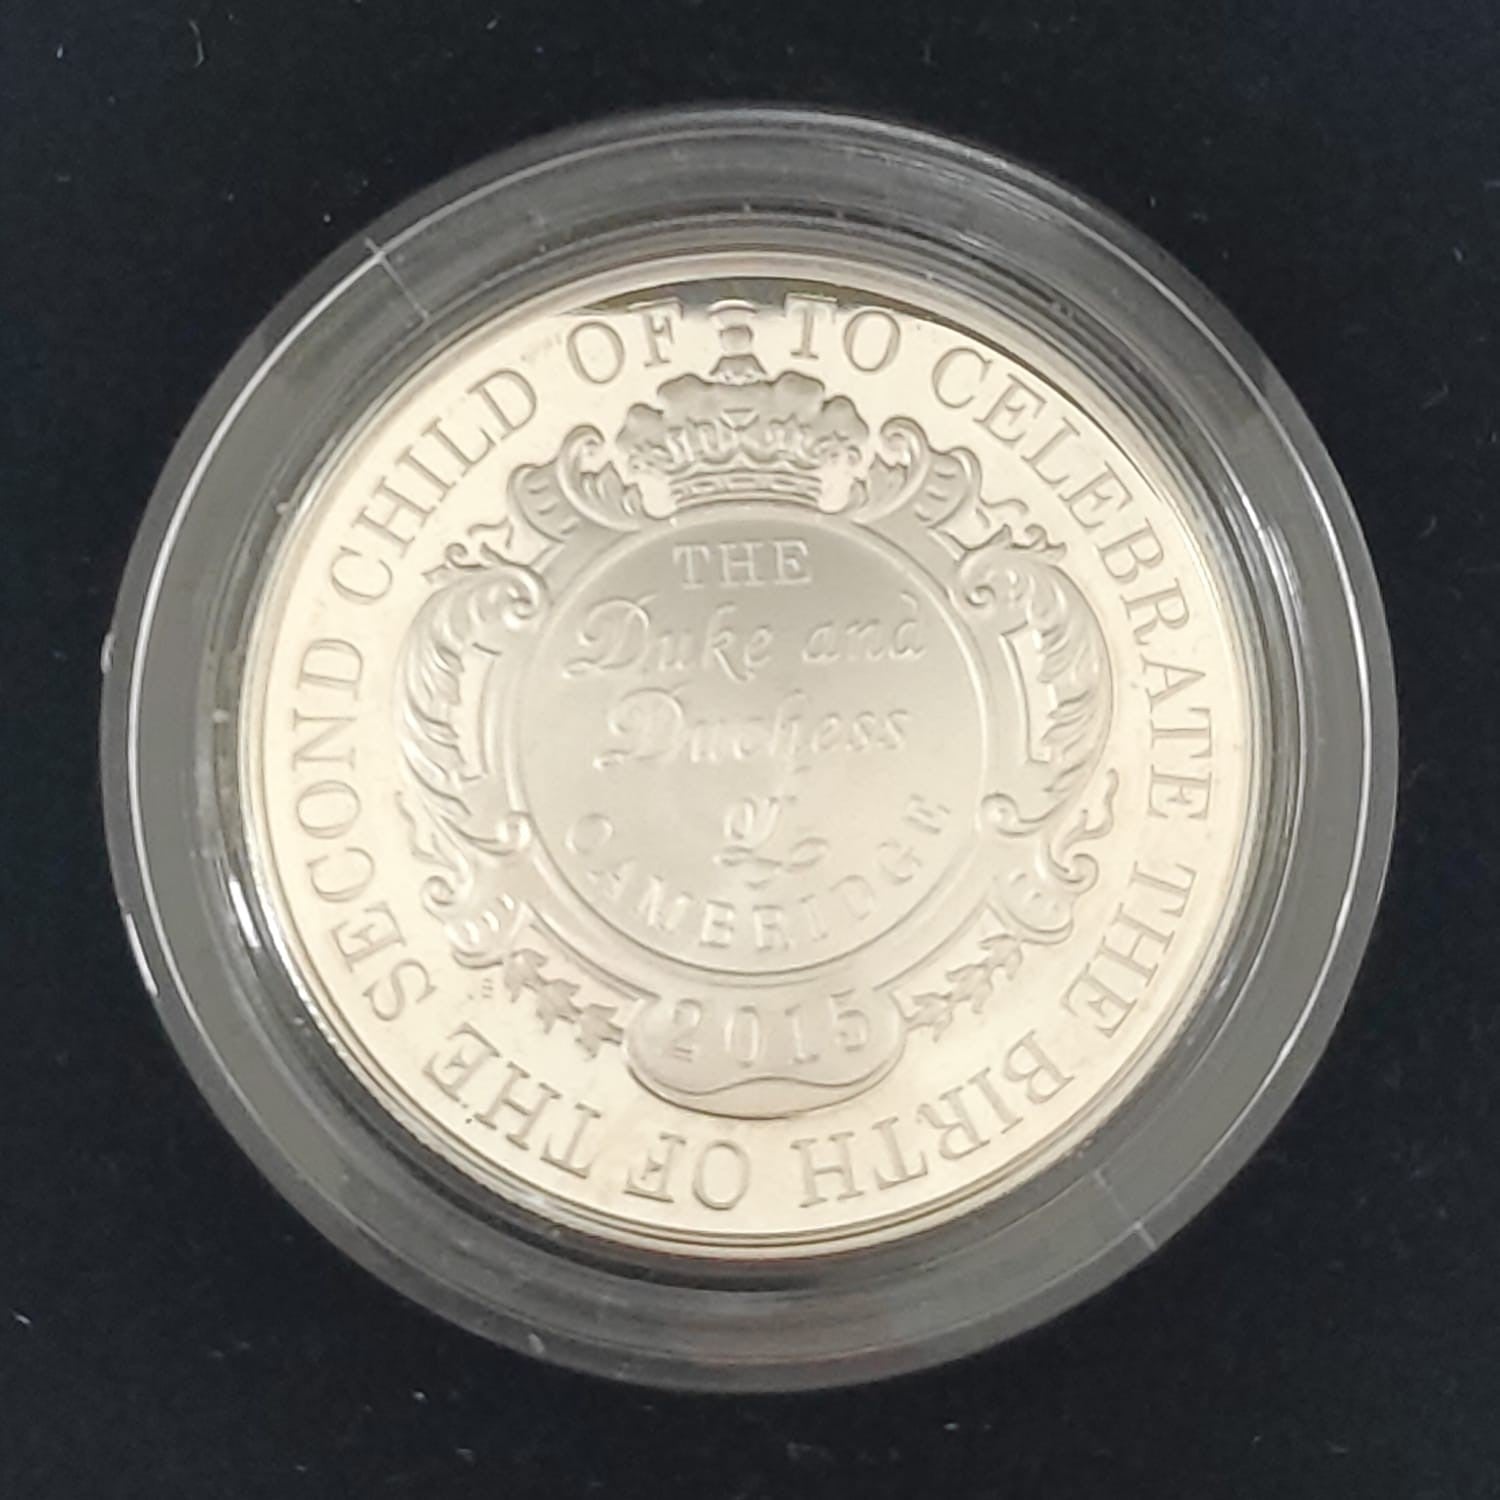 TO CELEBRATE THE BIRTH OF THE SECOND CHILD OF
THE
Duke and
Duchess
of
CAMBRIDGE
2015